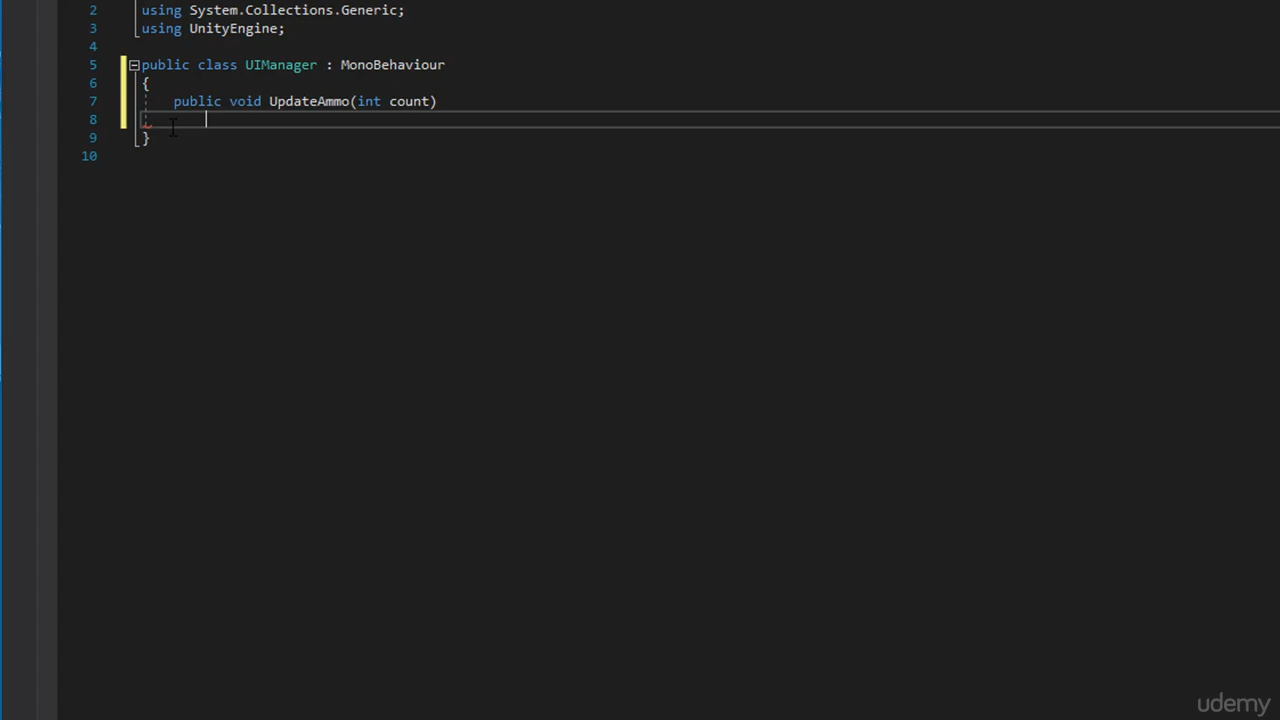 2 using System.Collections.Generic;
3 using UnityEngine;
4
5 public class UIManager : MonoBehaviour
6 {
7 public void UpdateAmmo(int count)
8
9 }
10
udemy